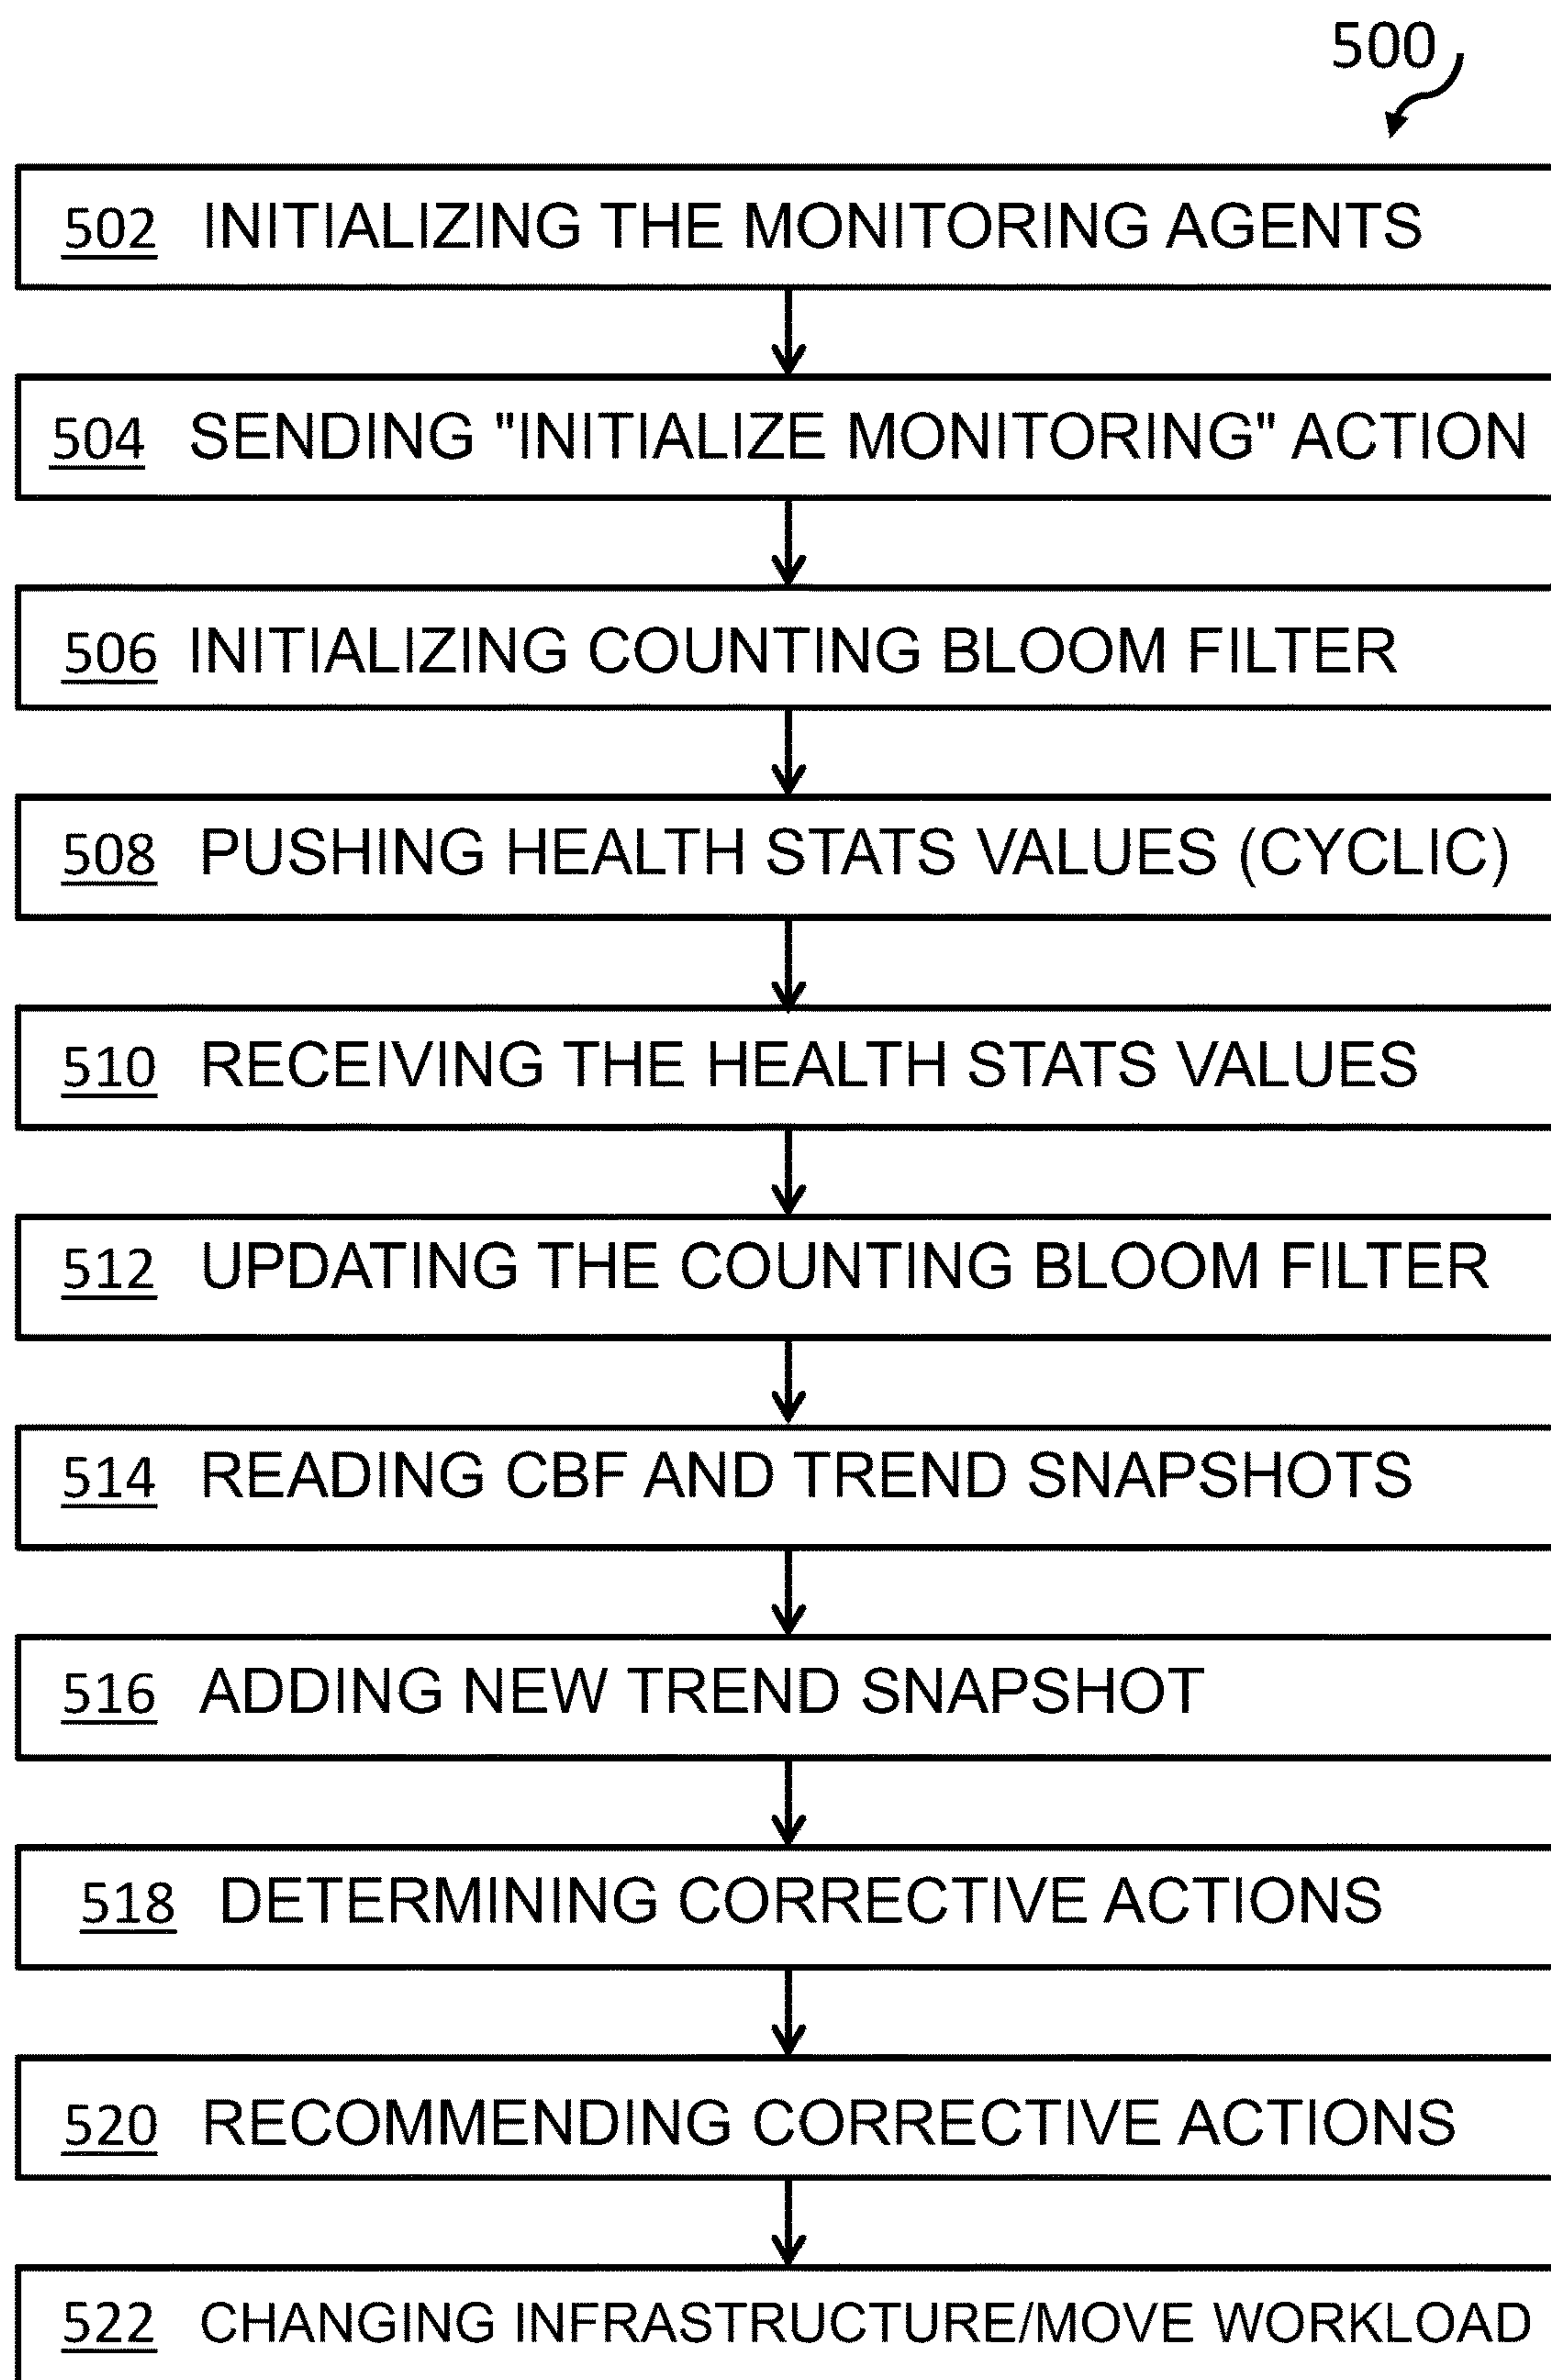 500
502 INITIALIZING THE MONITORING AGENTS
504 SENDING "INITIALIZE MONITORING" ACTION
506 INITIALIZING COUNTING BLOOM FILTER
508 PUSHING HEALTH STATS VALUES (CYCLIC)
510 RECEIVING THE HEALTH STATS VALUES
512 UPDATING THE COUNTING BLOOM FILTER
514 READING CBF AND TREND SNAPSHOTS
516 ADDING NEW TREND SNAPSHOT
518 DETERMINING CORRECTIVE ACTIONS
520 RECOMMENDING CORRECTIVE ACTIONS
522 CHANGING INFRASTRUCTURE/MOVE WORKLOAD